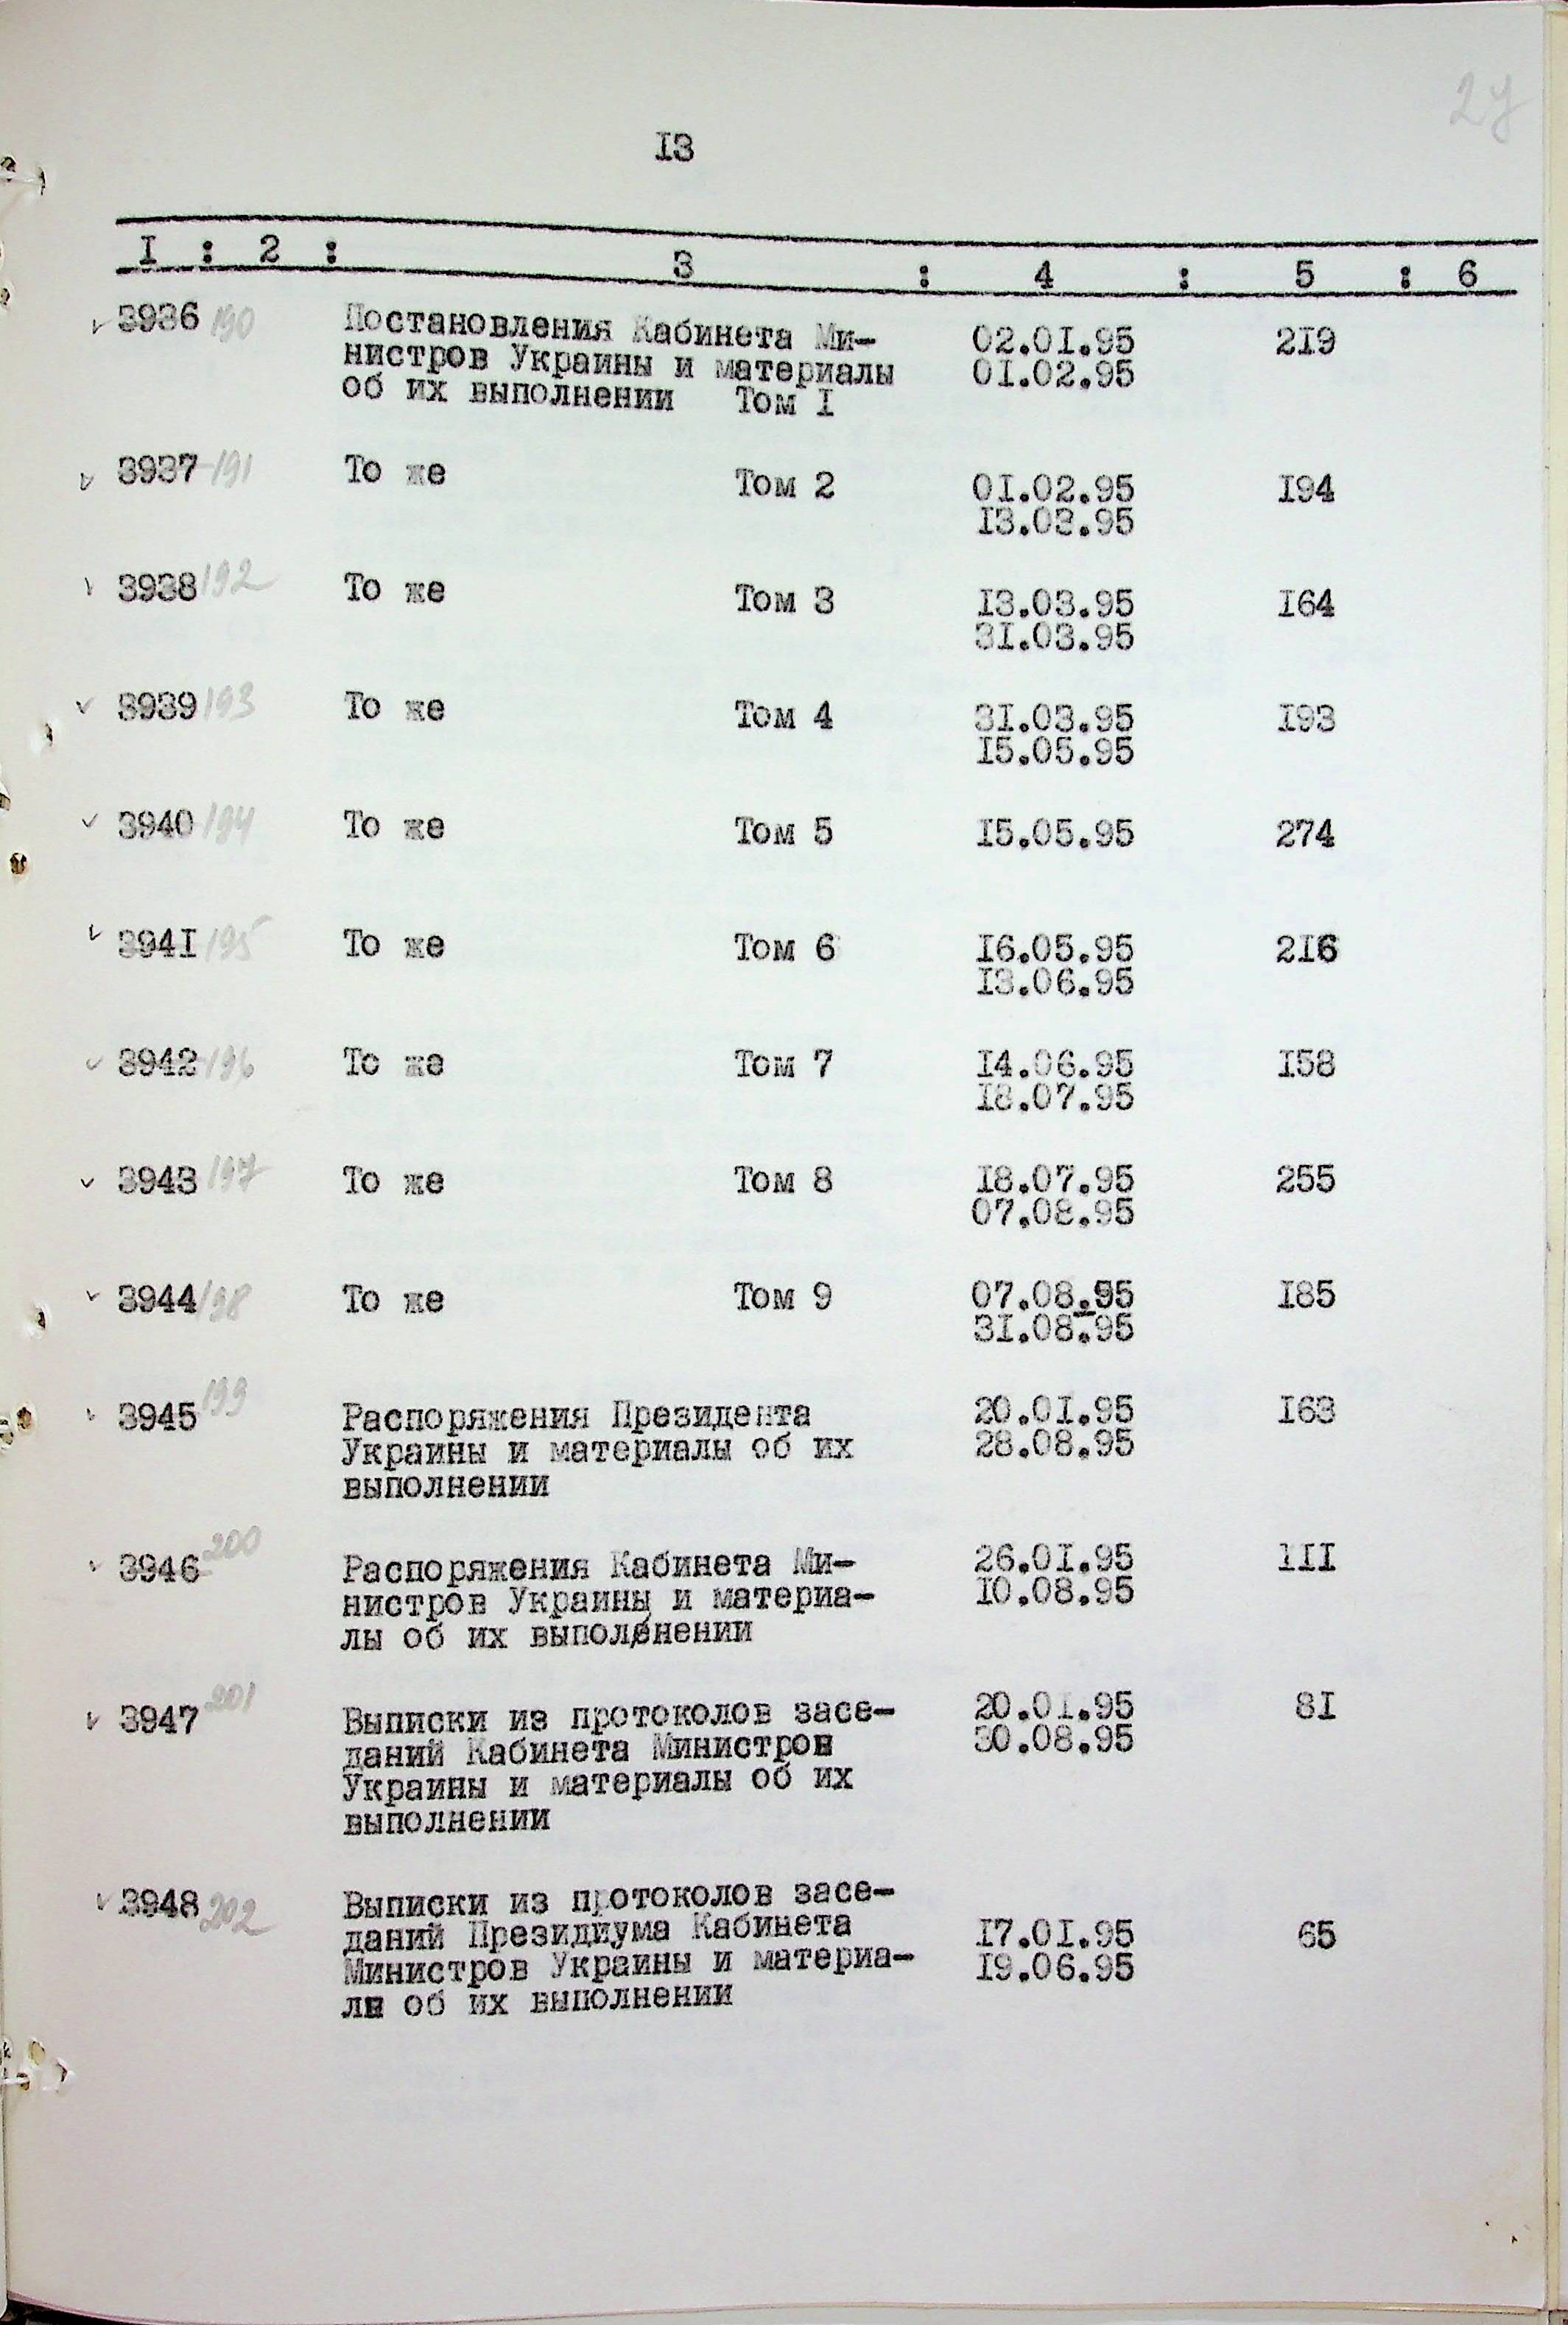 27
13
1 : 2 : 3 : 4 : 5 : 6
3936 190 Постановления Кабинета Ми- 02.01.95 219
нистров Украины и материалы 01.02.95
об их выполнении Том 1
3937 191 То же Том 2 01.02.95 194
13.03.95
3938 192 То же Том 3 13.03.95 164
31.03.95
3939 193 То же Том 4 31.03.95 193
15.05.95
3940 194 То же Том 5 15.05.95 274
3941 195 То же Том 6 16.05.95 216
13.06.95
3942 196 То же Том 7 14.06.95 158
18.07.95
3943 197 То же Том 8 18.07.95 255
07.08.95
3944 198 То же Том 9 07.08.95 185
31.08.95
3945 199 Распоряжения Президента 20.01.95 163
Украины и материалы об их 28.08.95
выполнении
3946 200 Распоряжения Кабинета Ми- 26.01.95 111
нистров Украины и материа- 10.08.95
лы об их выполнении
3947 201 Выписки из протоколов засе- 20.01.95 81
даний Кабинета Министров 30.08.95
Украины и материалы об их
выполнении
3948 202 Выписки из протоколов засе-
даний Президиума Кабинета 17.01.95 65
Министров Украины и материа- 19.06.95
лы об их выполнении